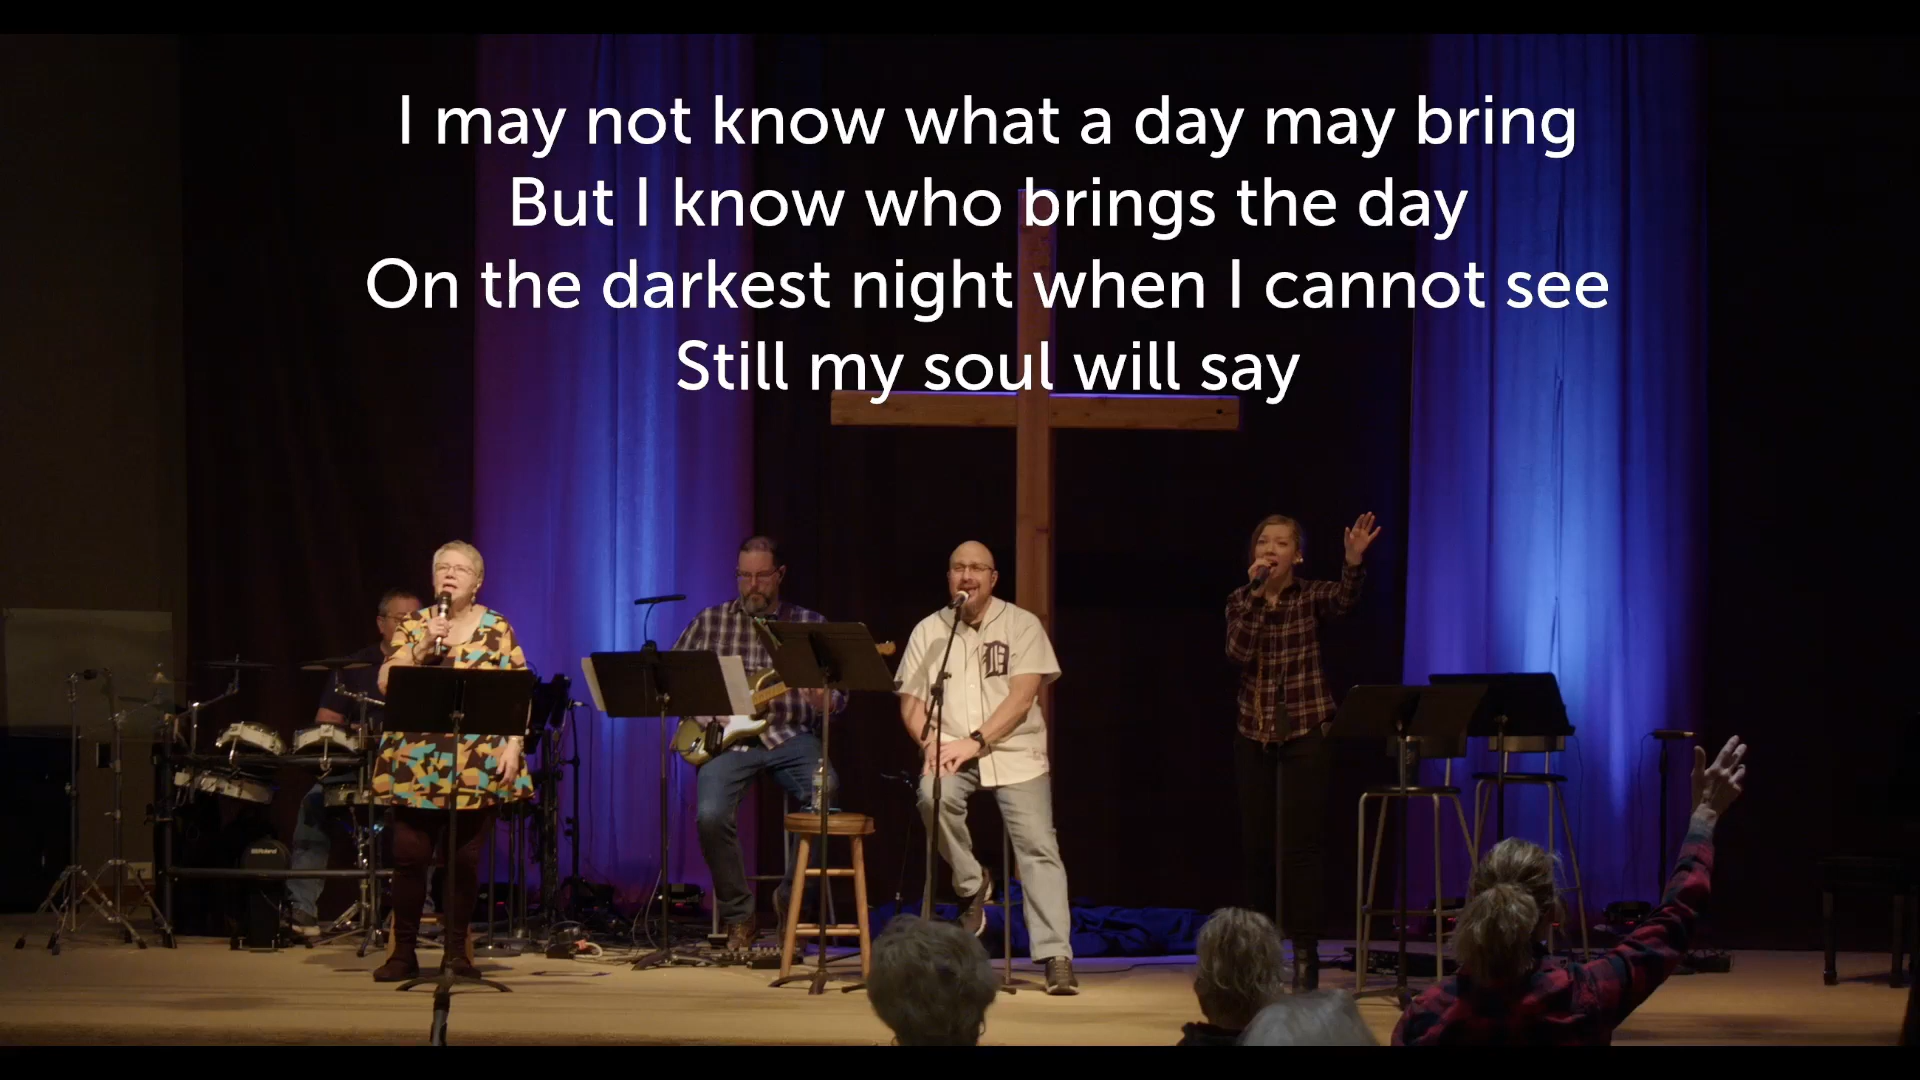 I may not know what a day may bring
But I know who brings the day
On the darkest night when I cannot see
Still my soul will say
D
Roland